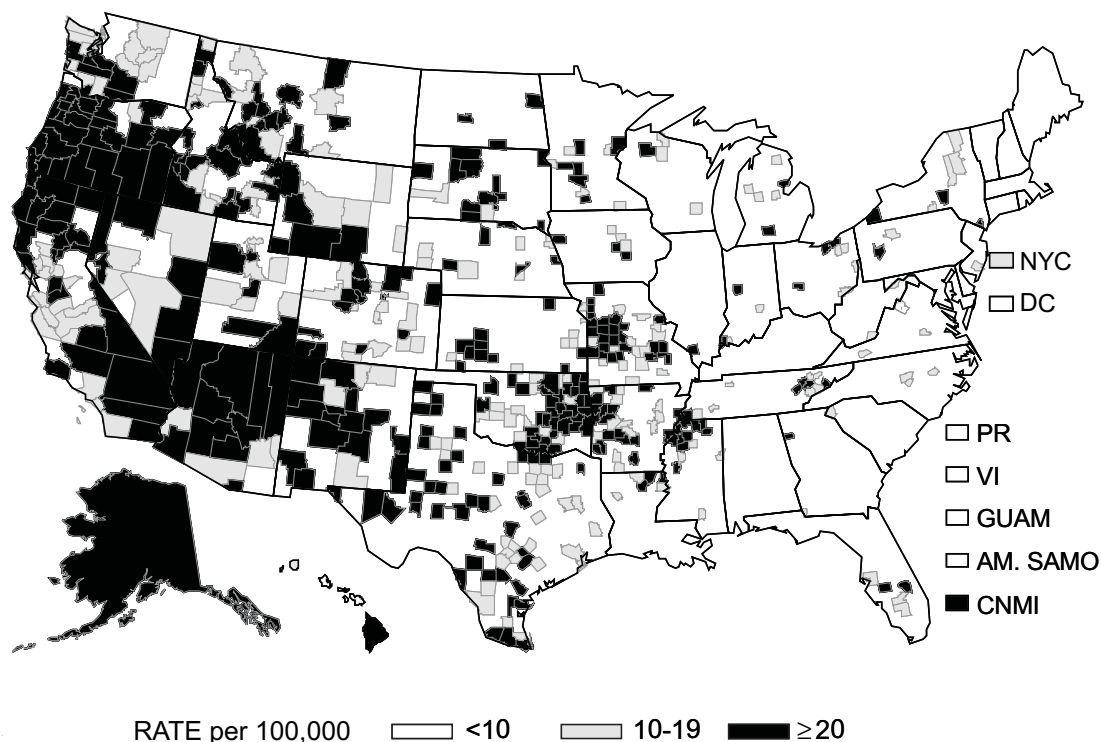 NYC
DC
PR
VI
GUAM
AM. SAMO
CNMI
RATE per 100,000 <10 10-19 ≥20